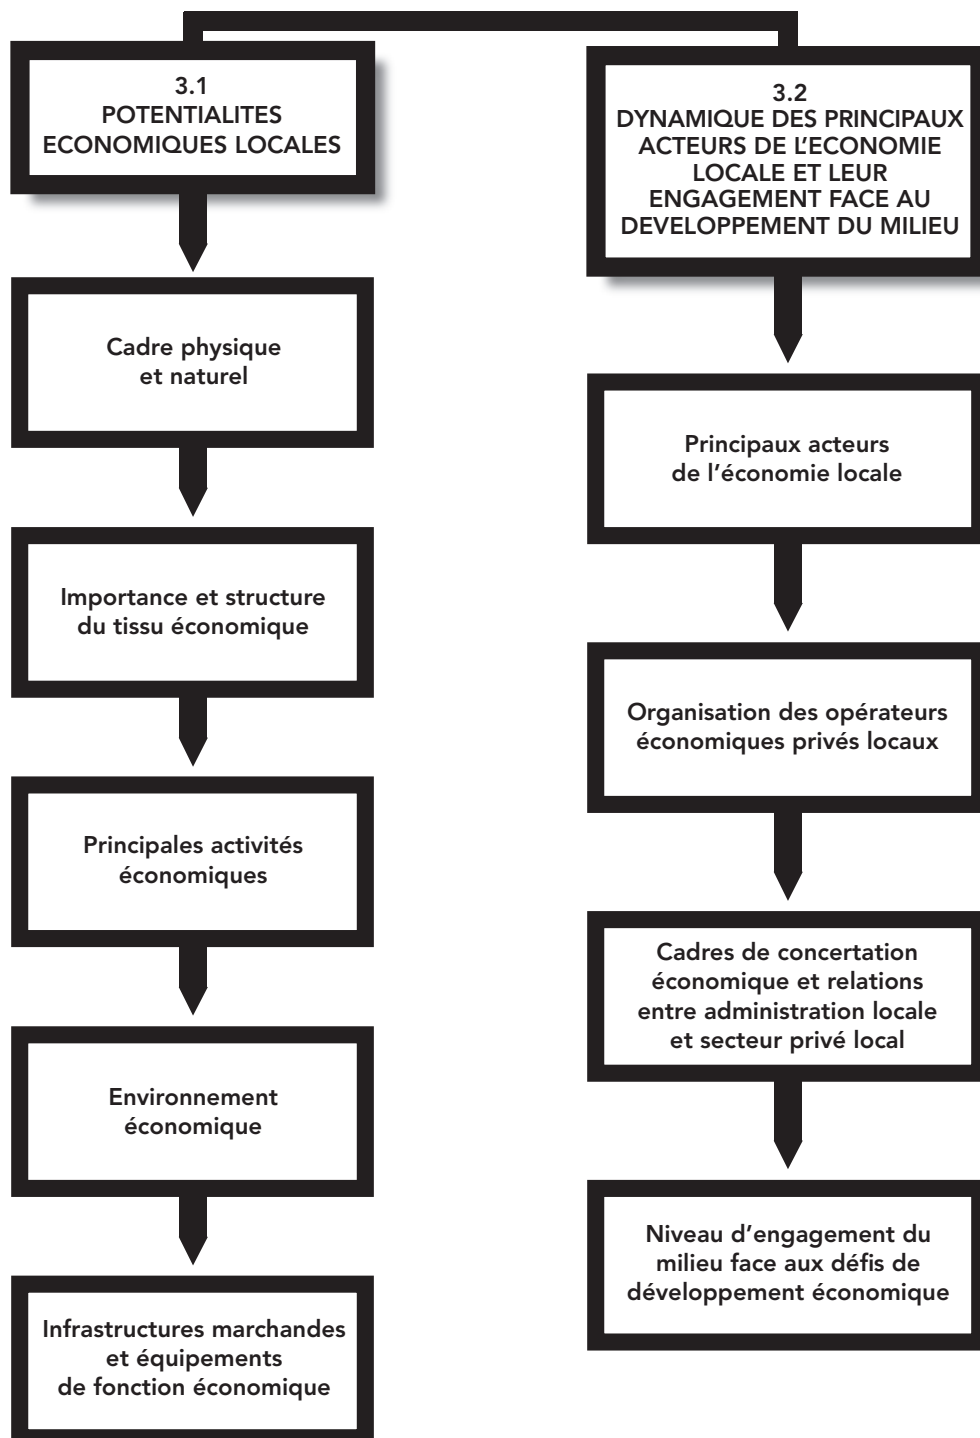 3.1
POTENTIALITES
ECONOMIQUES LOCALES
Cadre physique
et naturel
Importance et structure
du tissu économique
Principales activités
économiques
Environnement
économique
Infrastructures marchandes
et équipements
de fonction économique
3.2
DYNAMIQUE DES PRINCIPAUX
ACTEURS DE L'ECONOMIE
LOCALE ET LEUR
ENGAGEMENT FACE AU
DEVELOPPEMENT DU MILIEU
Principaux acteurs
de l'économie locale
Organisation des opérateurs
économiques privés locaux
Cadres de concertation
économique et relations
entre administration locale
et secteur privé local
Niveau d'engagement du
milieu face aux défis de
développement économique